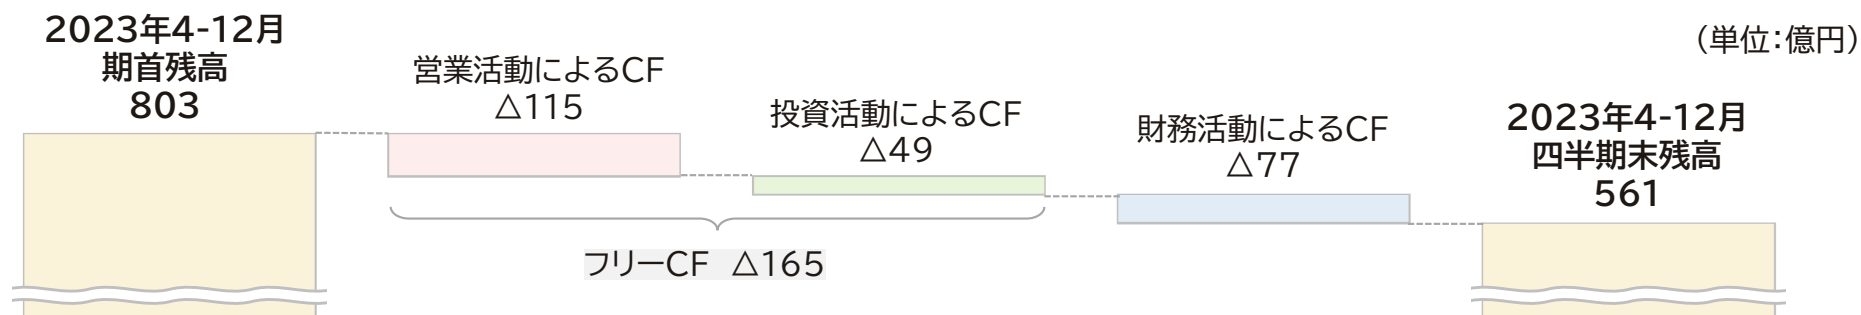 2023年4-12月
期首残高
803
営業活動によるCF
△115
投資活動によるCF
△49
フリーCF　△165
財務活動によるCF
△77
2023年4-12月
四半期末残高
561
（単位：億円）